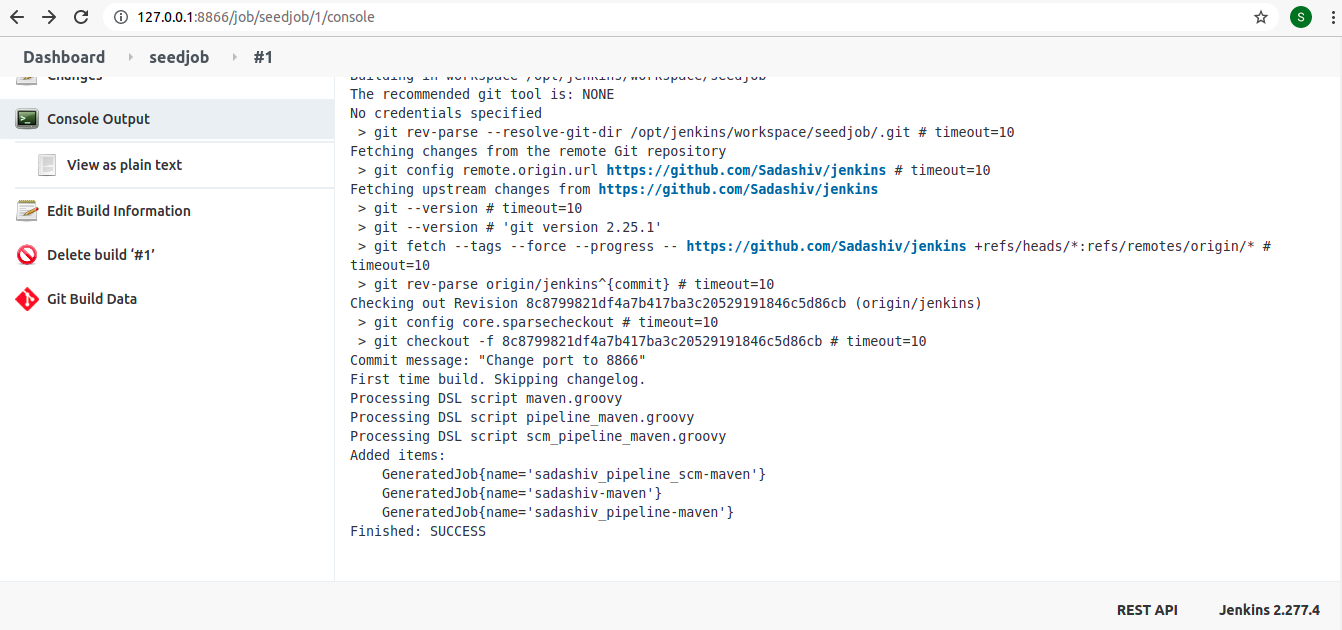 127.0.0.1:8866/job/seedjob/1/console
S
Dashboard seedjob #1
Changes
Console Output
View as plain text
Edit Build Information
Delete build ‘#1’
Git Build Data
Building in workspace /opt/jenkins/workspace/seedjob
The recommended git tool is: NONE
No credentials specified
 > git rev-parse --resolve-git-dir /opt/jenkins/workspace/seedjob/.git # timeout=10
Fetching changes from the remote Git repository
 > git config remote.origin.url https://github.com/Sadashiv/jenkins # timeout=10
Fetching upstream changes from https://github.com/Sadashiv/jenkins
 > git --version # timeout=10
 > git --version # 'git version 2.25.1'
 > git fetch --tags --force --progress -- https://github.com/Sadashiv/jenkins +refs/heads/*:refs/remotes/origin/* #
timeout=10
 > git rev-parse origin/jenkins^{commit} # timeout=10
Checking out Revision 8c8799821df4a7b417ba3c20529191846c5d86cb (origin/jenkins)
 > git config core.sparsecheckout # timeout=10
 > git checkout -f 8c8799821df4a7b417ba3c20529191846c5d86cb # timeout=10
Commit message: "Change port to 8866"
First time build. Skipping changelog.
Processing DSL script maven.groovy
Processing DSL script pipeline_maven.groovy
Processing DSL script scm_pipeline_maven.groovy
Added items:
    GeneratedJob{name='sadashiv_pipeline_scm-maven'}
    GeneratedJob{name='sadashiv-maven'}
    GeneratedJob{name='sadashiv_pipeline-maven'}
Finished: SUCCESS
REST API Jenkins 2.277.4